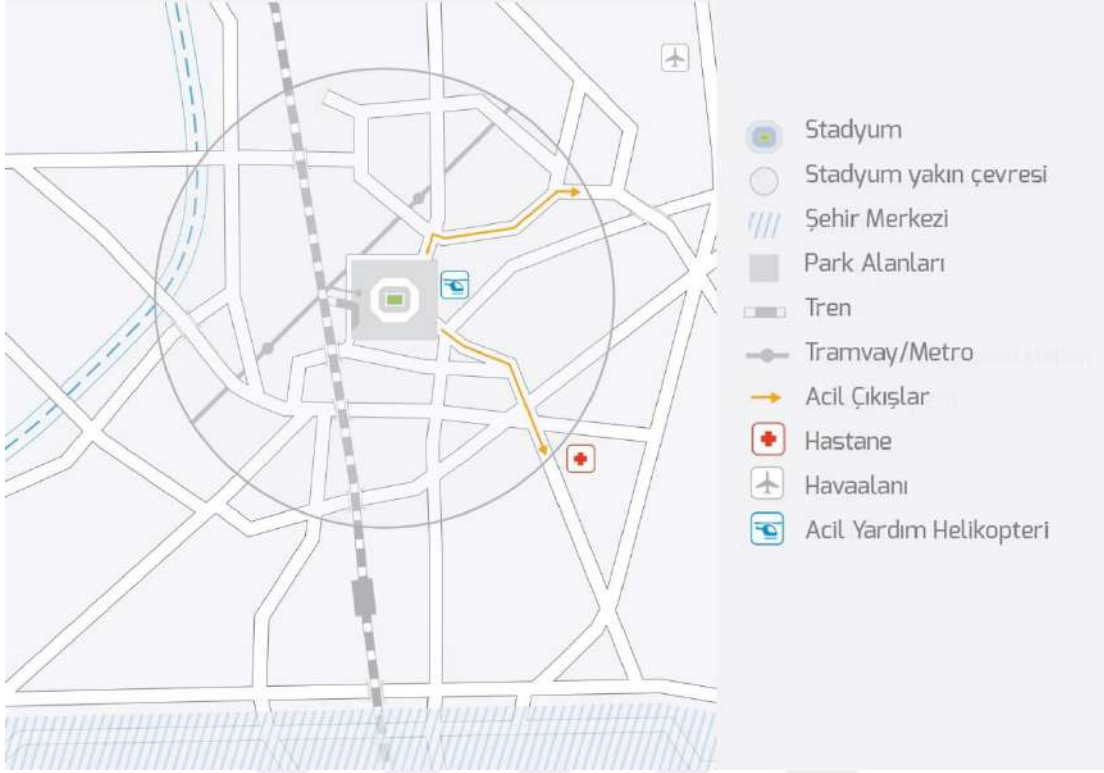 Stadyum
Stadyum yakın çevresi
Şehir Merkezi
Park Alanları
Tren
Tramvay/Metro
Acil Çıkışlar
Hastane
Havaalanı
Acil Yardım Helikopteri